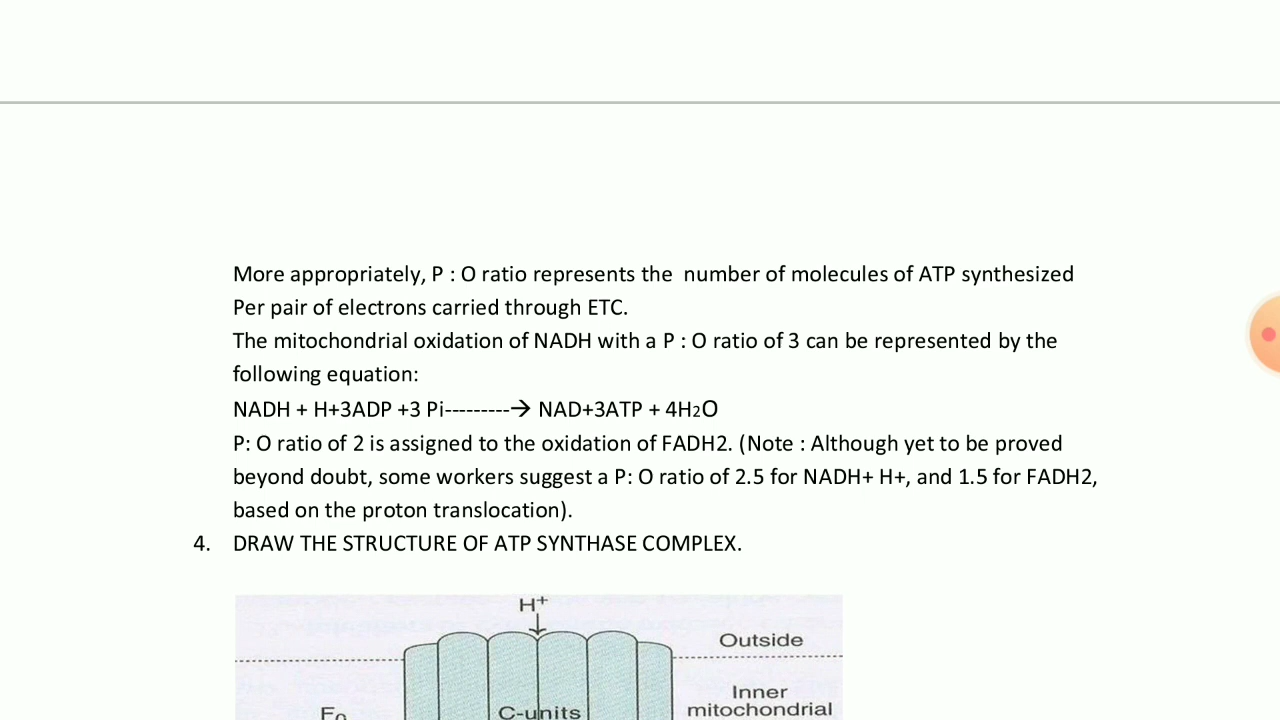 More appropriately, P : O ratio represents the number of molecules of ATP synthesized
Per pair of electrons carried through ETC.
The mitochondrial oxidation of NADH with a P : O ratio of 3 can be represented by the
following equation:
NADH + H+3ADP +3 Pi---------→ NAD+3ATP + 4H2O
P: O ratio of 2 is assigned to the oxidation of FADH2. (Note : Although yet to be proved
beyond doubt, some workers suggest a P: O ratio of 2.5 for NADH+ H+, and 1.5 for FADH2,
based on the proton translocation).
4. DRAW THE STRUCTURE OF ATP SYNTHASE COMPLEX.
H+
Outside
Inner
mitochondrial
F₀
C-units